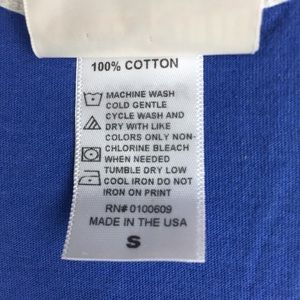 100% COTTON
MACHINE WASH
COLD GENTLE
CYCLE WASH AND
DRY WITH LIKE
COLORS ONLY NON-
CHLORINE BLEACH
WHEN NEEDED
TUMBLE DRY LOW
COOL IRON DO NOT
IRON ON PRINT
RN# 0100609
MADE IN THE USA
S